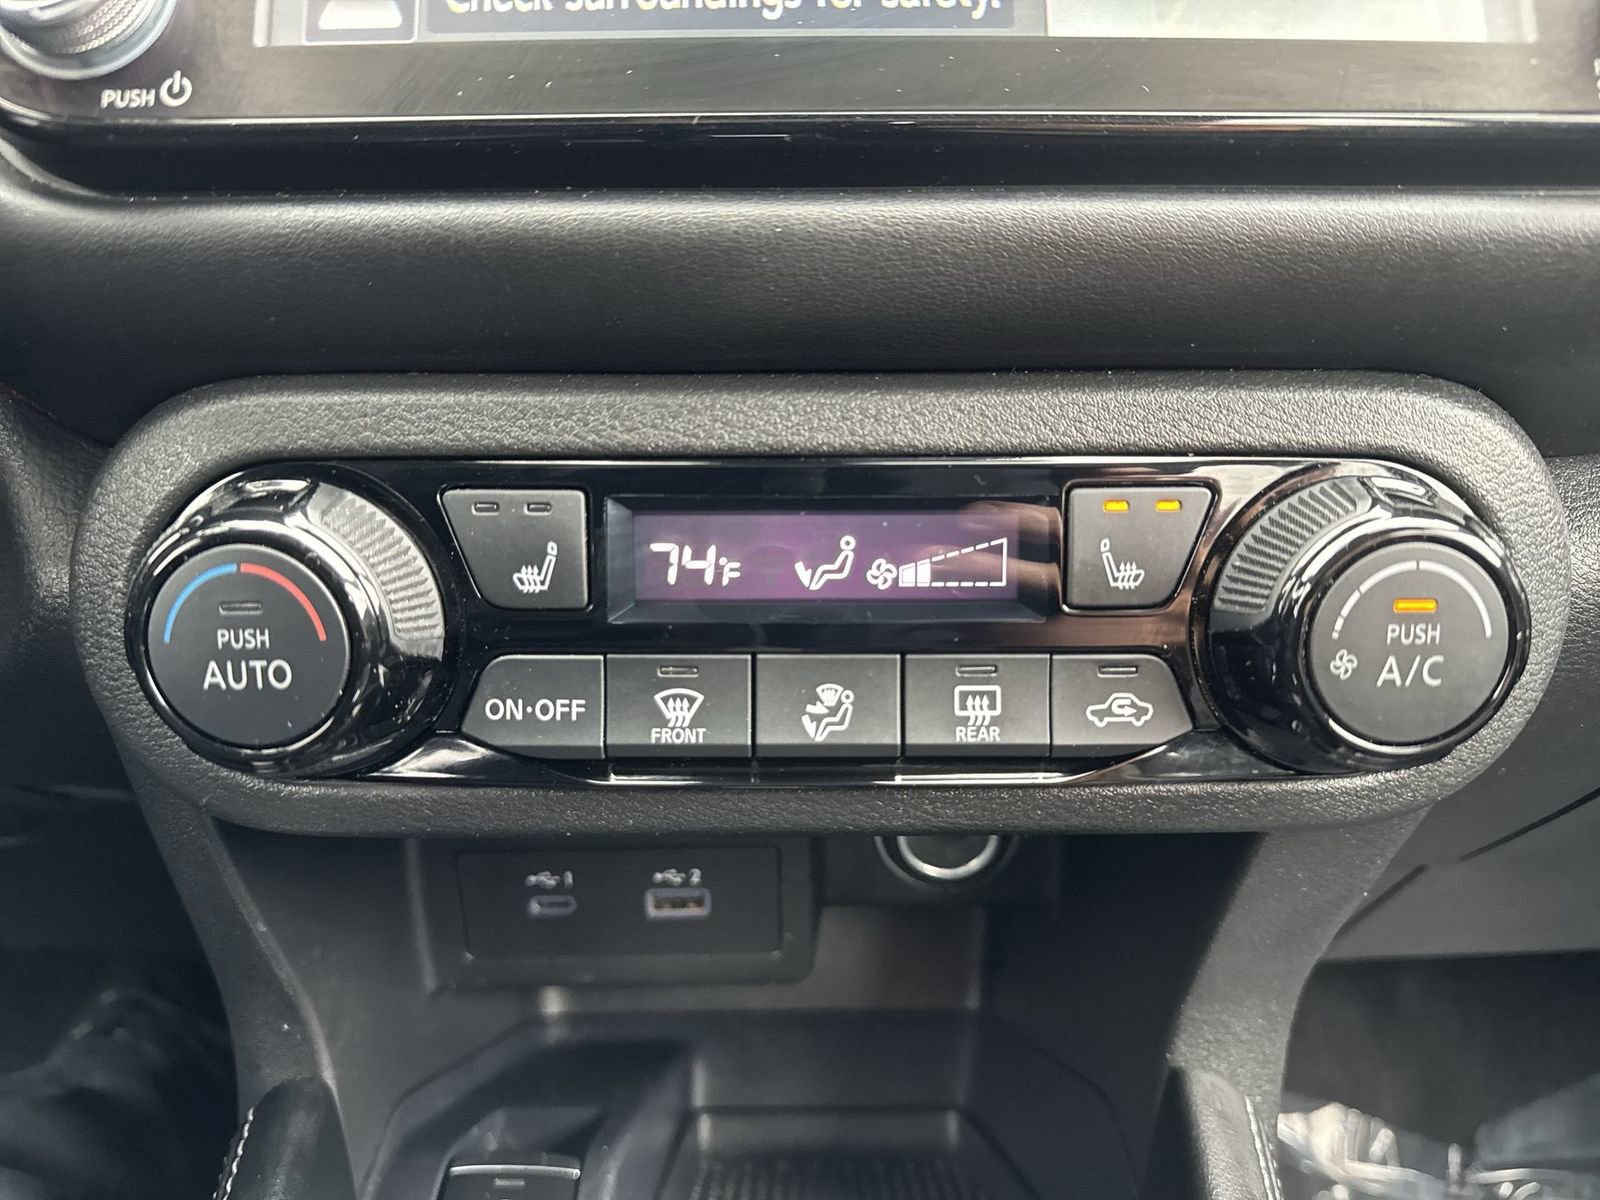 Check surroundings for safety.
PUSH
74°F
PUSH
AUTO
PUSH
A/C
ON·OFF
FRONT
REAR
1
2